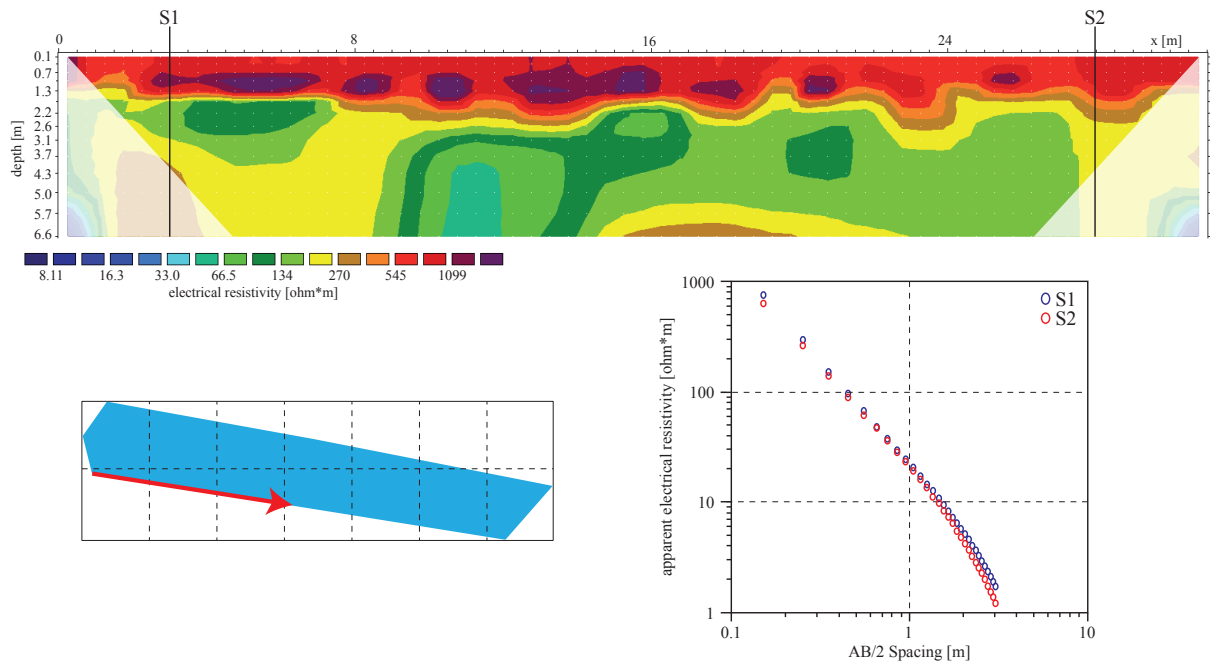 S1 S2
0 8 16 24 x [m]
0.1
0.7
1.3
2.2
2.6
3.1
3.7
4.3
5.0
5.7
6.6
depth [m]
8.11 16.3 33.0 66.5 134 270 545 1099
electrical resistivity [ohm*m]
1000
100
10
1
apparent electrical resistivity [ohm*m]
S1
S2
0.1 1 10
AB/2 Spacing [m]